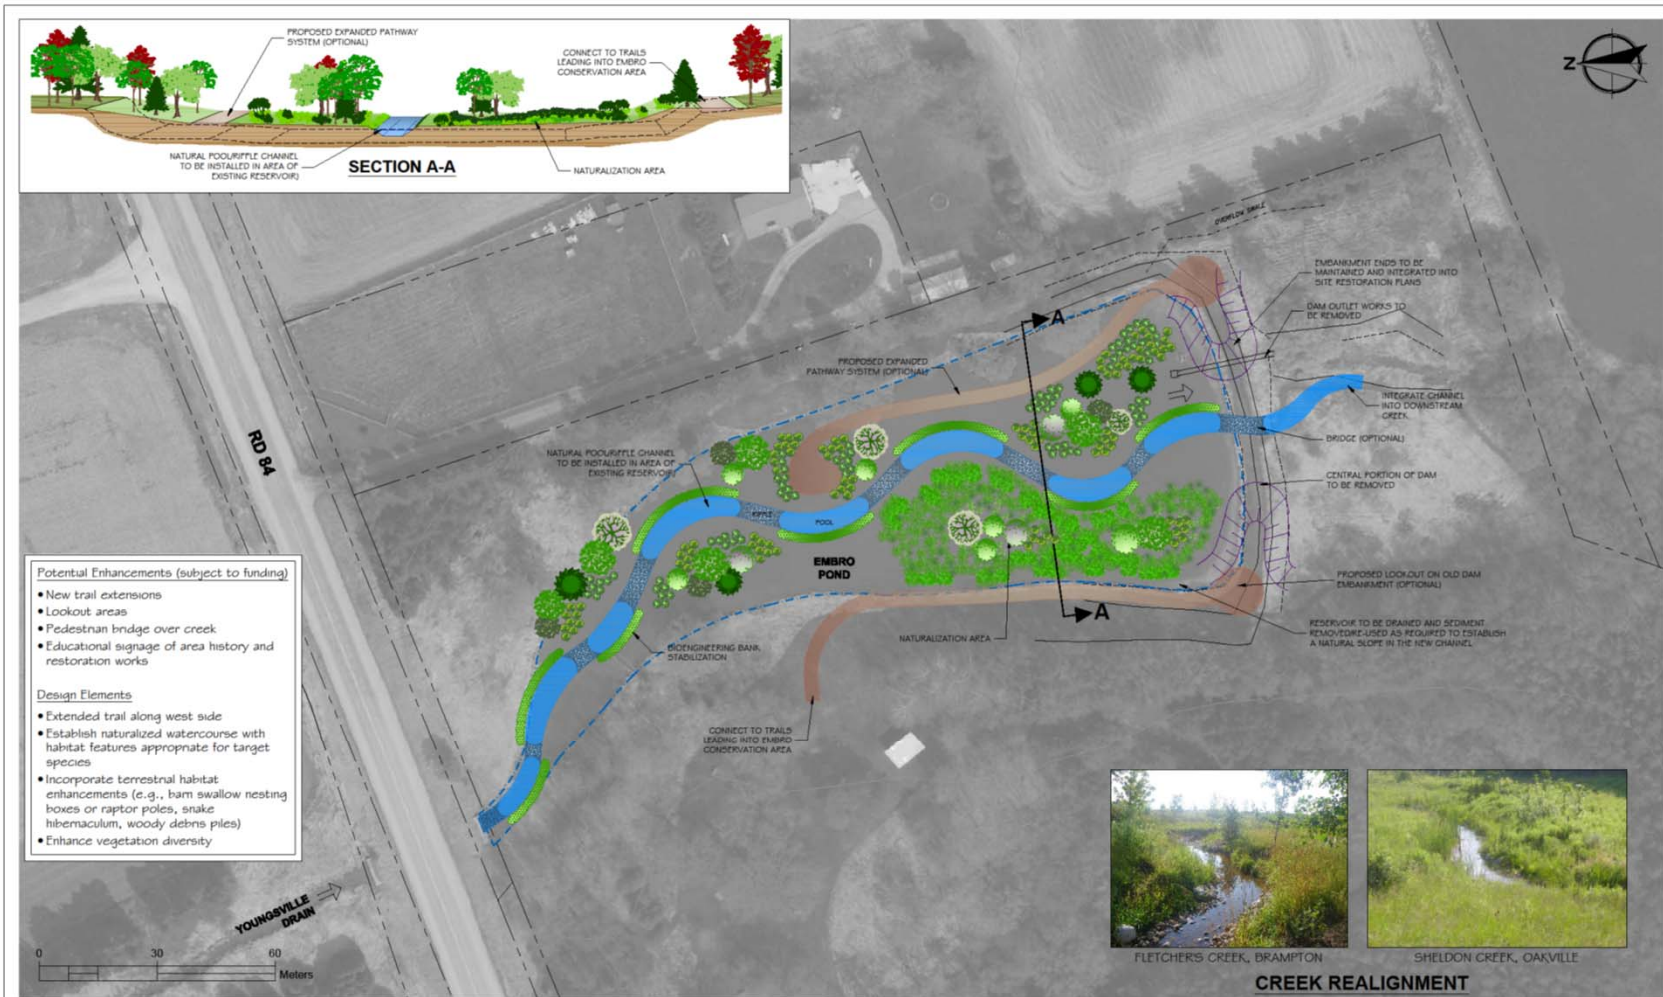 PROPOSED EXPANDED PATHWAY
SYSTEM (OPTIONAL)
CONNECT TO TRAILS
LEADING INTO EMBRO
CONSERVATION AREA
NATURAL POOL/RIFFLE CHANNEL
TO BE INSTALLED IN AREA OF
EXISTING RESERVOIR)
SECTION A-A
NATURALIZATION AREA
Z
OVERFLOW SWALE
EMBANKMENT ENDS TO BE
MAINTAINED AND INTEGRATED INTO
SITE RESTORATION PLANS
DAM OUTLET WORKS TO
BE REMOVED
A
PROPOSED EXPANDED
PATHWAY SYSTEM (OPTIONAL)
INTEGRATE CHANNEL
INTO DOWNSTREAM
CREEK
BRIDGE (OPTIONAL)
RD 84
NATURAL POOL/RIFFLE CHANNEL
TO BE INSTALLED IN AREA OF
EXISTING RESERVOIR)
CENTRAL PORTION OF DAM
TO BE REMOVED
RIFFLE
POOL
EMBRO
POND
PROPOSED LOOKOUT ON OLD DAM
EMBANKMENT (OPTIONAL)
A
NATURALIZATION AREA
RESERVOIR TO BE DRAINED AND SEDIMENT
REMOVED/RE-USED AS REQUIRED TO ESTABLISH
A NATURAL SLOPE IN THE NEW CHANNEL
BIOENGINEERING BANK
STABILIZATION
CONNECT TO TRAILS
LEADING INTO EMBRO
CONSERVATION AREA
Potential Enhancements (subject to funding)
• New trail extensions
• Lookout areas
• Pedestrian bridge over creek
• Educational signage of area history and
restoration works
Design Elements
• Extended trail along west side
• Establish naturalized watercourse with
habitat features appropriate for target
species
• Incorporate terrestrial habitat
enhancements (e.g., barn swallow nesting
boxes or raptor poles, snake
hibernaculum, woody debris piles)
• Enhance vegetation diversity
YOUNGSVILLE
DRAIN
0 30 60
Meters
FLETCHER'S CREEK, BRAMPTON
SHELDON CREEK, OAKVILLE
CREEK REALIGNMENT